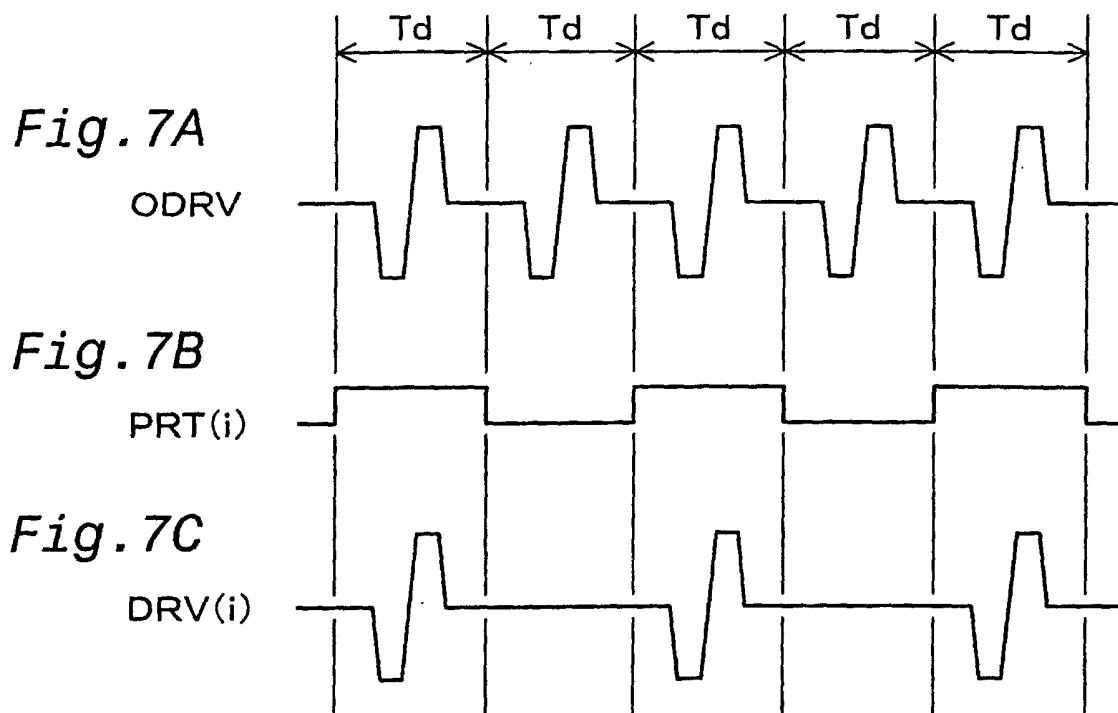 Td Td Td Td Td
Fig.7A
ODRV
Fig.7B
PRT(i)
Fig.7C
DRV(i)